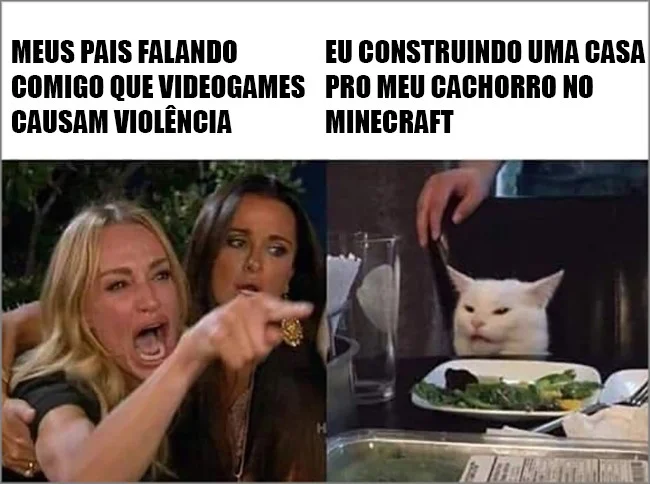 MEUS PAIS FALANDO
COMIGO QUE VIDEOGAMES
CAUSAM VIOLÊNCIA
EU CONSTRUINDO UMA CASA
PRO MEU CACHORRO NO
MINECRAFT